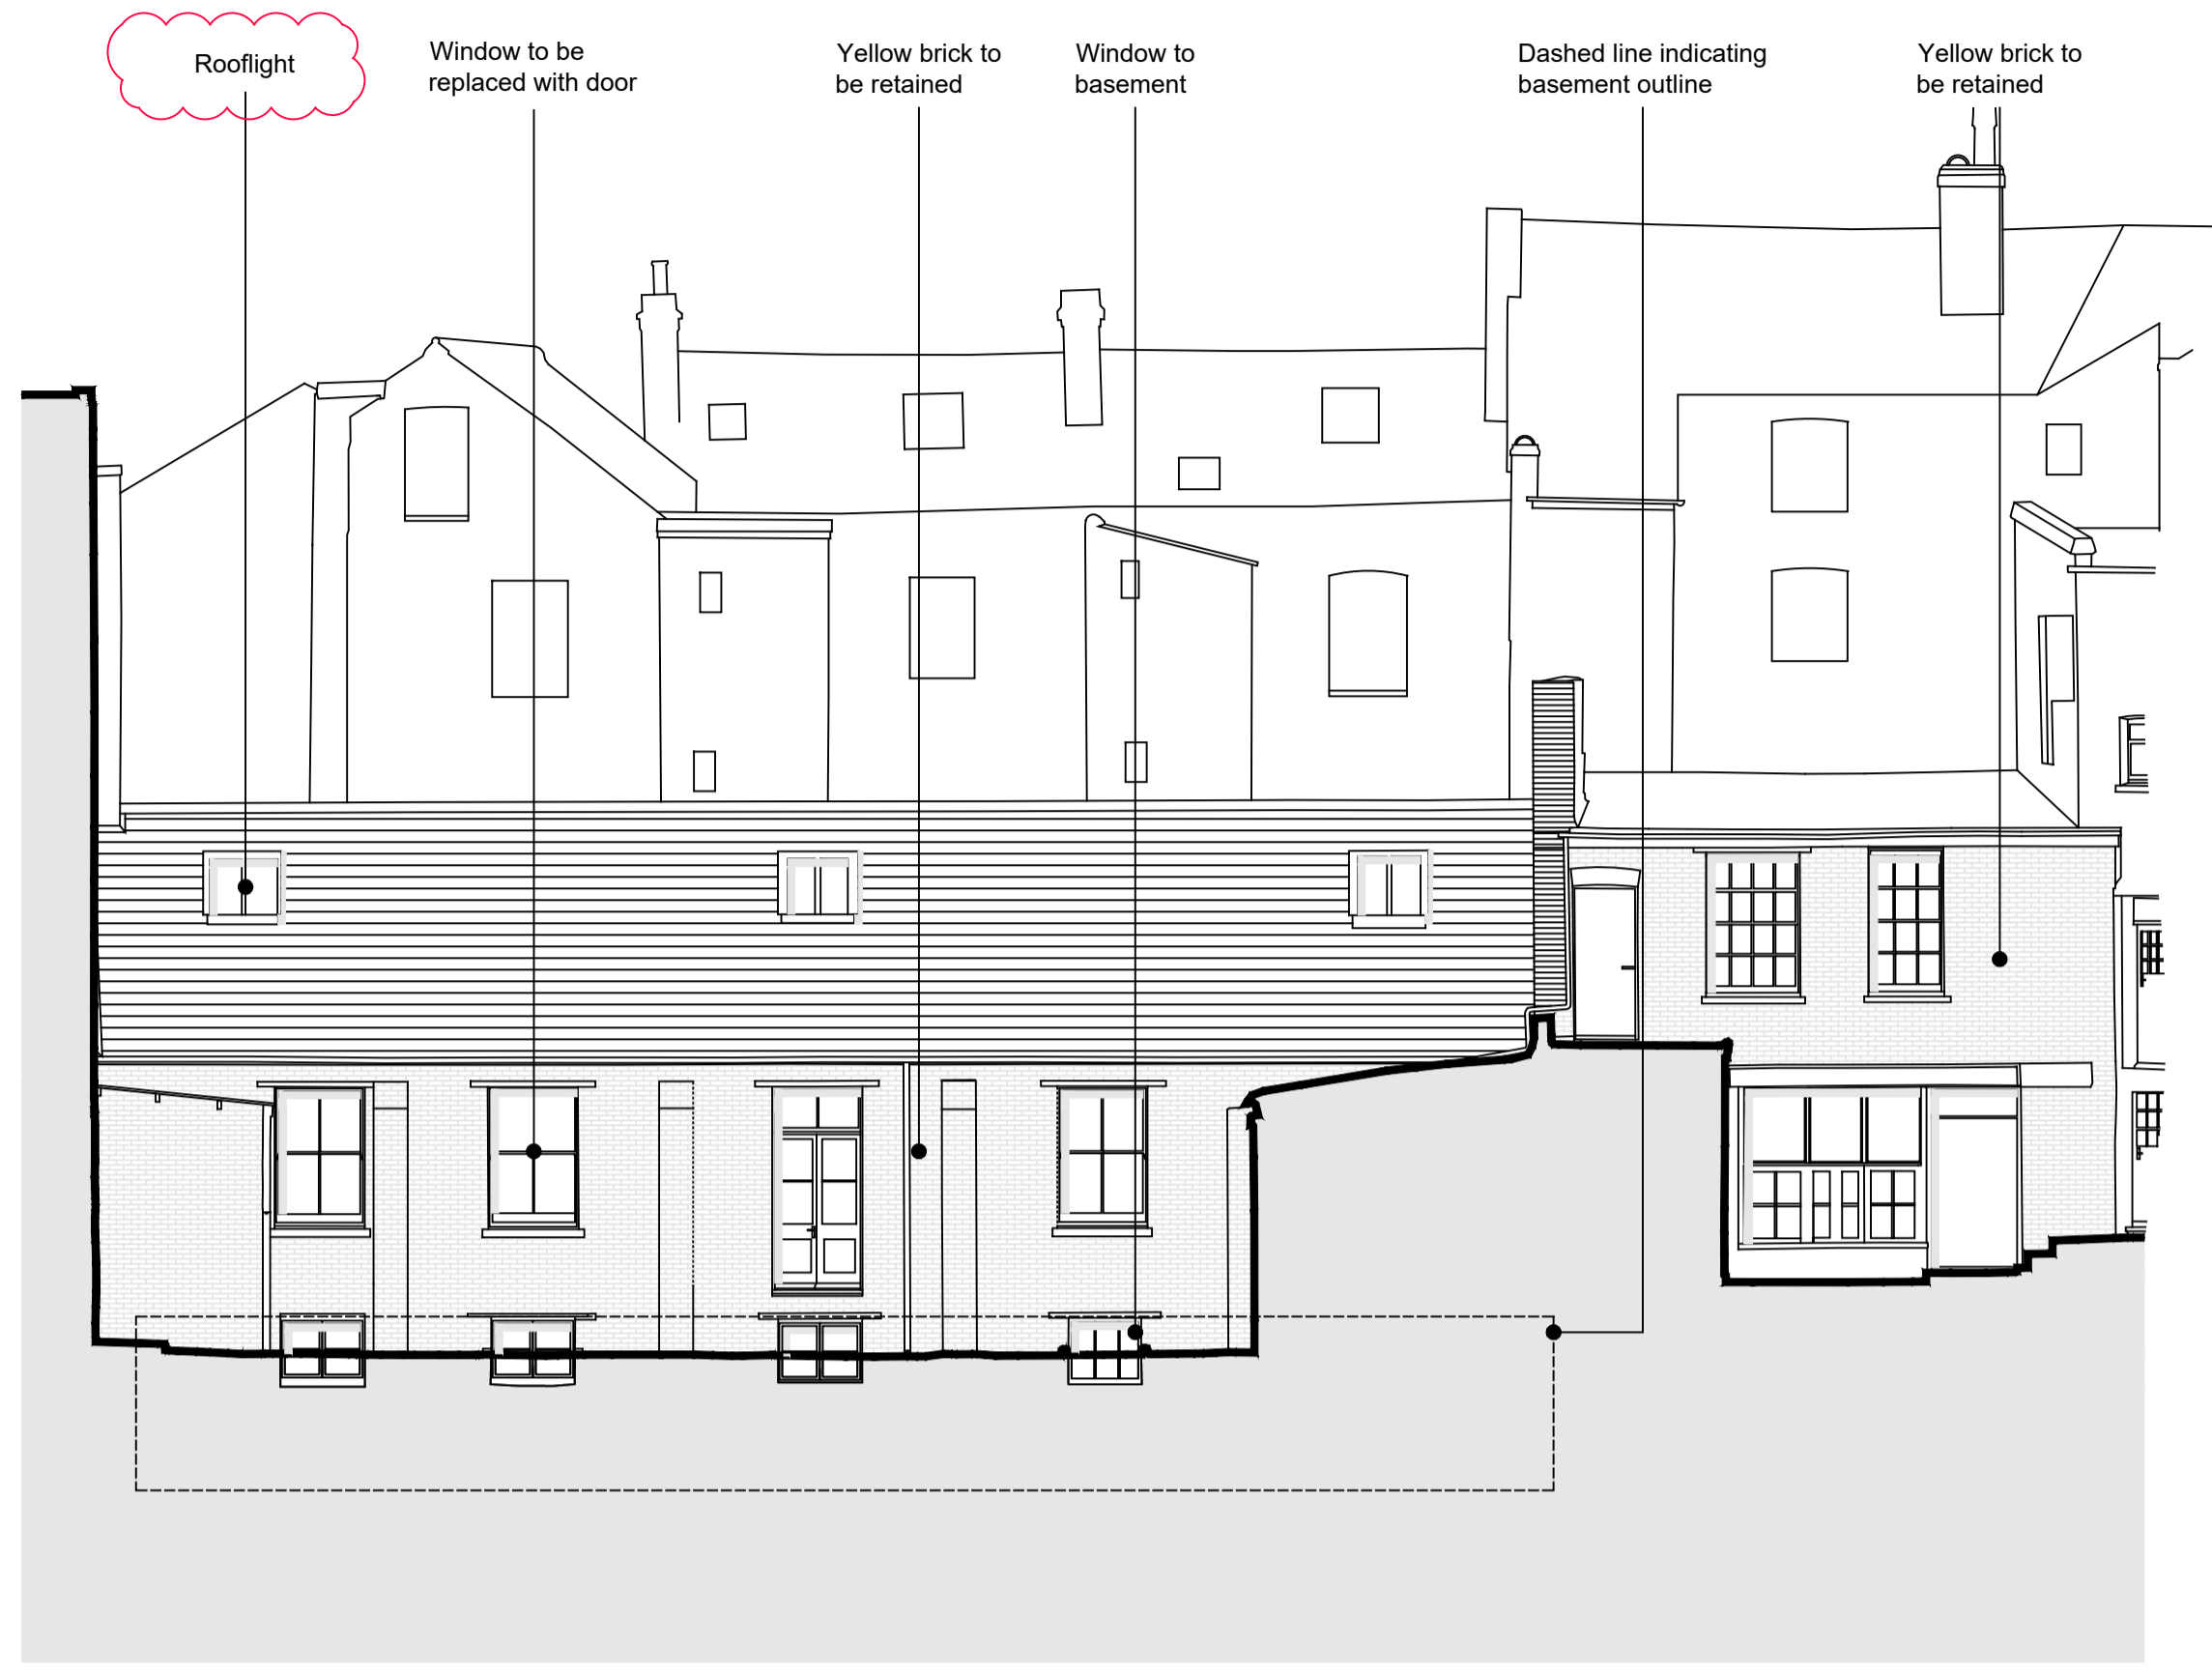 Rooflight
Window to be
replaced with door
Yellow brick to
be retained
Window to
basement
Dashed line indicating
basement outline
Yellow brick to
be retained